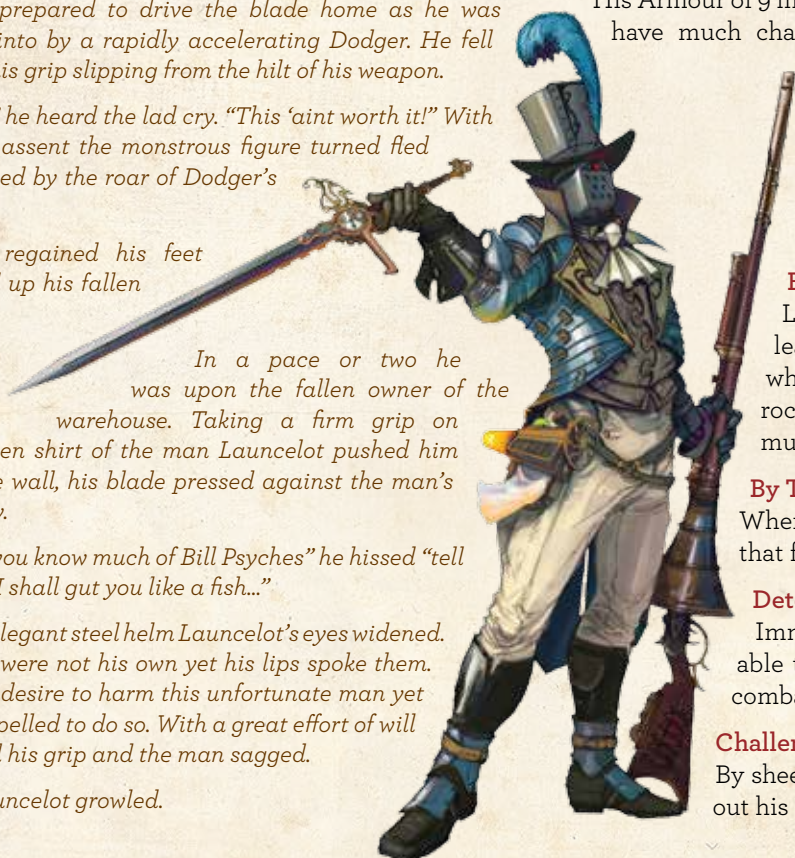 prepared to drive the blade home as he was
into by a rapidly accelerating Dodger. He fell
is grip slipping from the hilt of his weapon.
he heard the lad cry. “This ‘aint worth it!” With
assent the monstrous figure turned fled
ed by the roar of Dodger’s
regained his feet
up his fallen
In a pace or two he
was upon the fallen owner of the
warehouse. Taking a firm grip on
en shirt of the man Launcelot pushed him
e wall, his blade pressed against the man’s
.
you know much of Bill Psyches” he hissed “tell
I shall gut you like a fish...”
legant steel helm Launcelot’s eyes widened.
were not his own yet his lips spoke them.
desire to harm this unfortunate man yet
pelled to do so. With a great effort of will
his grip and the man sagged.
uncelot growled.
His Armour of 9 m
have much cha
L
lea
wh
roc
mu
By T
When
that f
Det
Imm
able
comba
Challen
By shee
out his